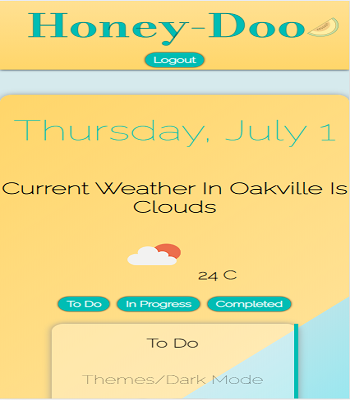 Honey-Doo
Logout
Thursday, July 1
Current Weather In Oakville Is
Clouds
24 C
To Do
In Progress
Completed
To Do
Themes/Dark Mode